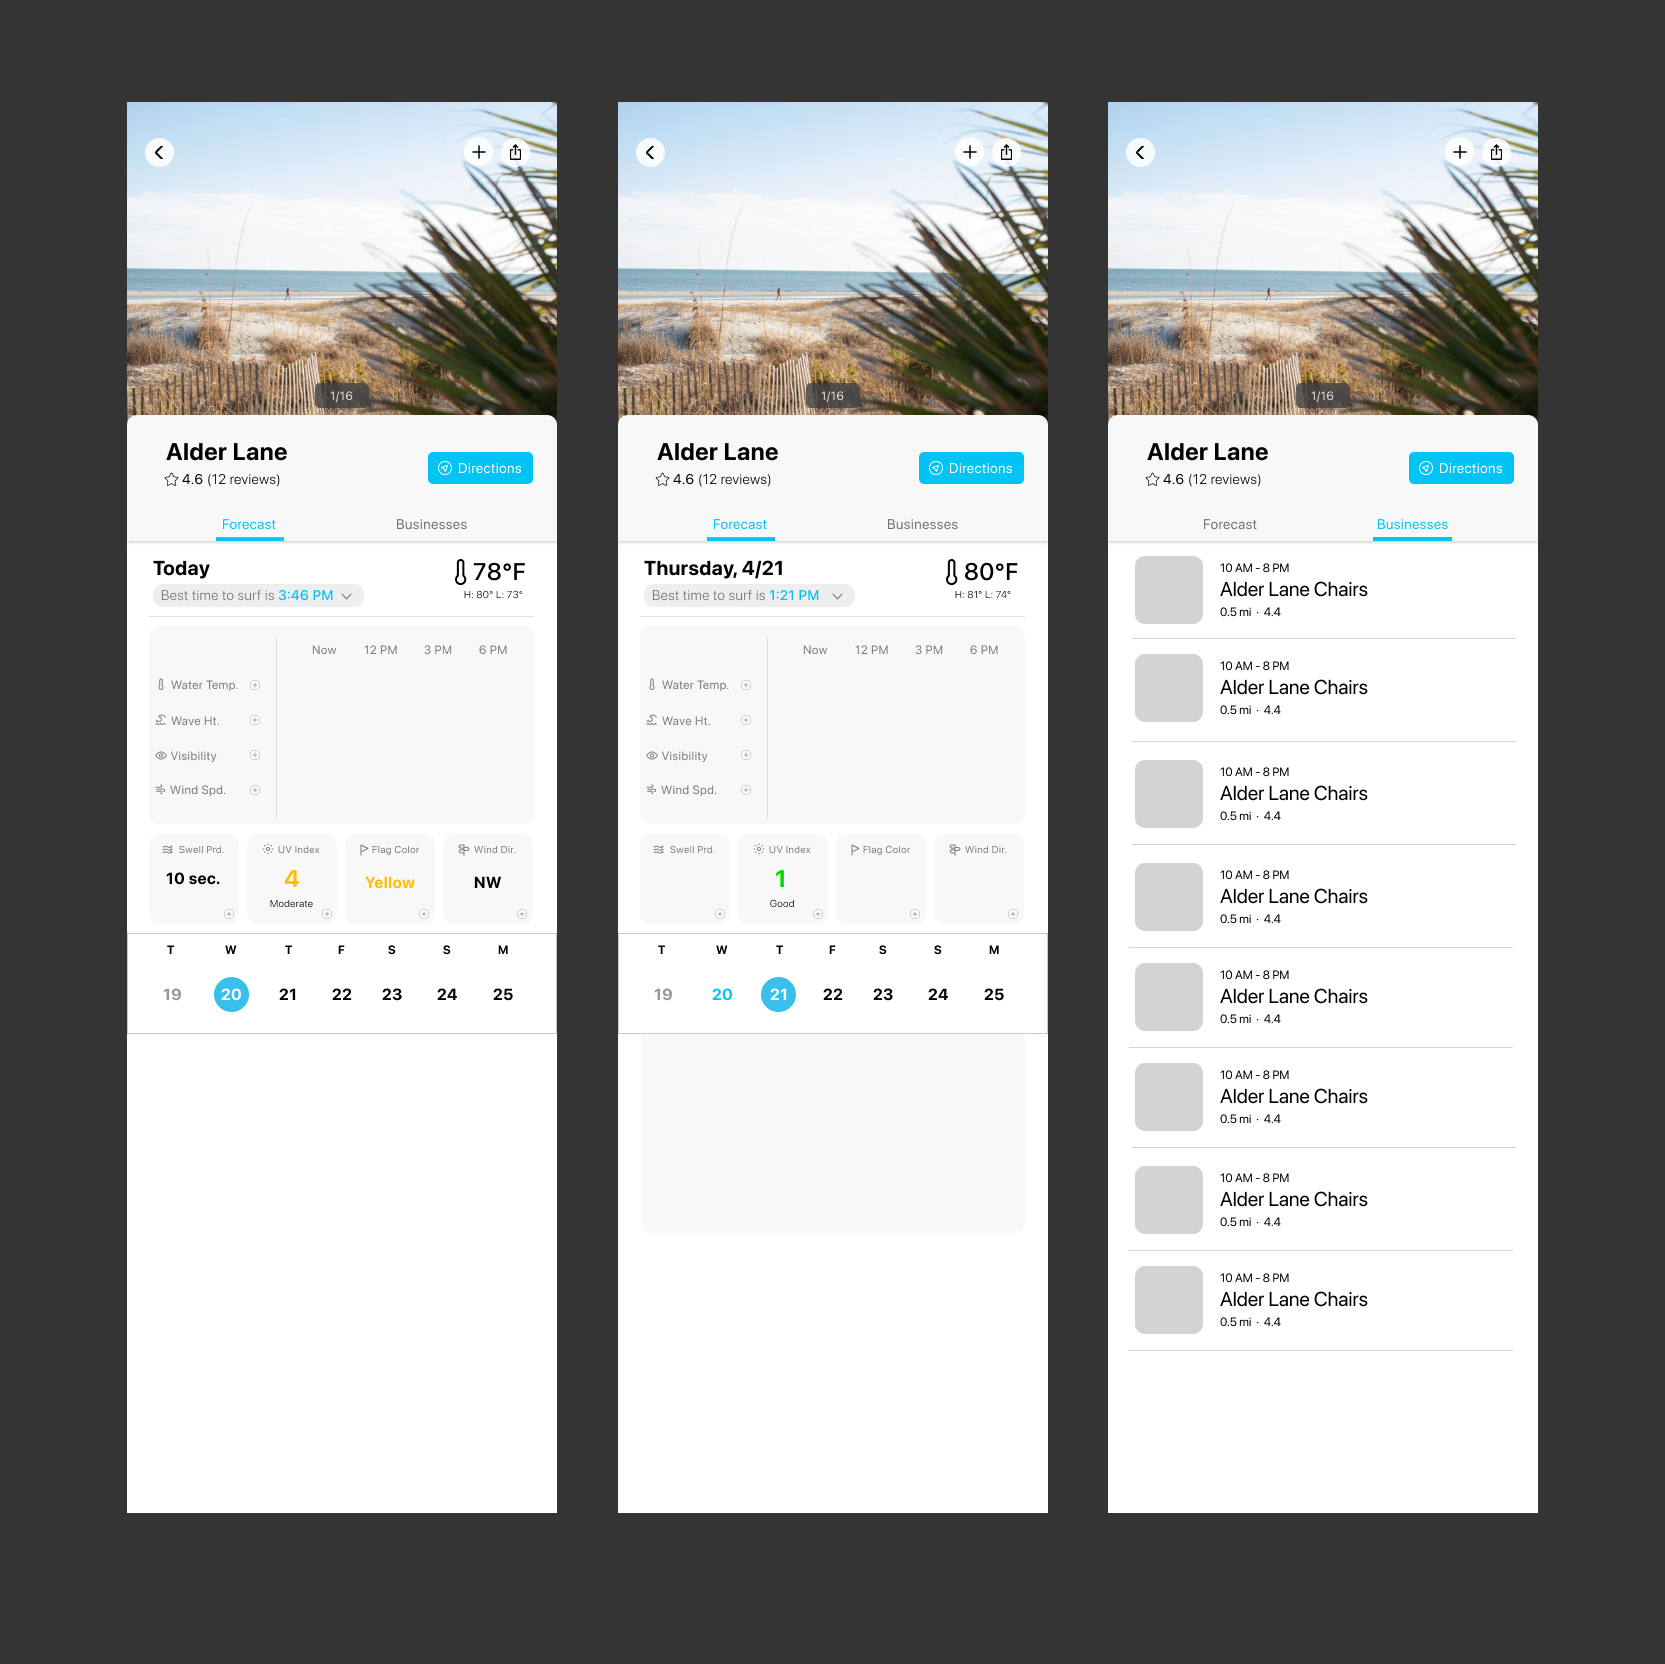 1/16
Alder Lane
4.6 (12 reviews)
Directions
Forecast Businesses
Today
78°F
Best time to surf is 3:46 PM
H: 80° L: 73°
Now 12 PM 3 PM 6 PM
Water Temp.
Wave Ht.
Visibility
Wind Spd.
Swell Prd. UV Index Flag Color Wind Dir.
10 sec. 4 Yellow NW
Moderate
T W T F S S M
19 20 21 22 23 24 25
1/16
Alder Lane
4.6 (12 reviews)
Directions
Forecast Businesses
Thursday, 4/21
80°F
Best time to surf is 1:21 PM
H: 81° L: 74°
Now 12 PM 3 PM 6 PM
Water Temp.
Wave Ht.
Visibility
Wind Spd.
Swell Prd. UV Index Flag Color Wind Dir.
1
Good
T W T F S S M
19 20 21 22 23 24 25
1/16
Alder Lane
4.6 (12 reviews)
Directions
Forecast Businesses
10 AM - 8 PM
Alder Lane Chairs
0.5 mi · 4.4
10 AM - 8 PM
Alder Lane Chairs
0.5 mi · 4.4
10 AM - 8 PM
Alder Lane Chairs
0.5 mi · 4.4
10 AM - 8 PM
Alder Lane Chairs
0.5 mi · 4.4
10 AM - 8 PM
Alder Lane Chairs
0.5 mi · 4.4
10 AM - 8 PM
Alder Lane Chairs
0.5 mi · 4.4
10 AM - 8 PM
Alder Lane Chairs
0.5 mi · 4.4
10 AM - 8 PM
Alder Lane Chairs
0.5 mi · 4.4